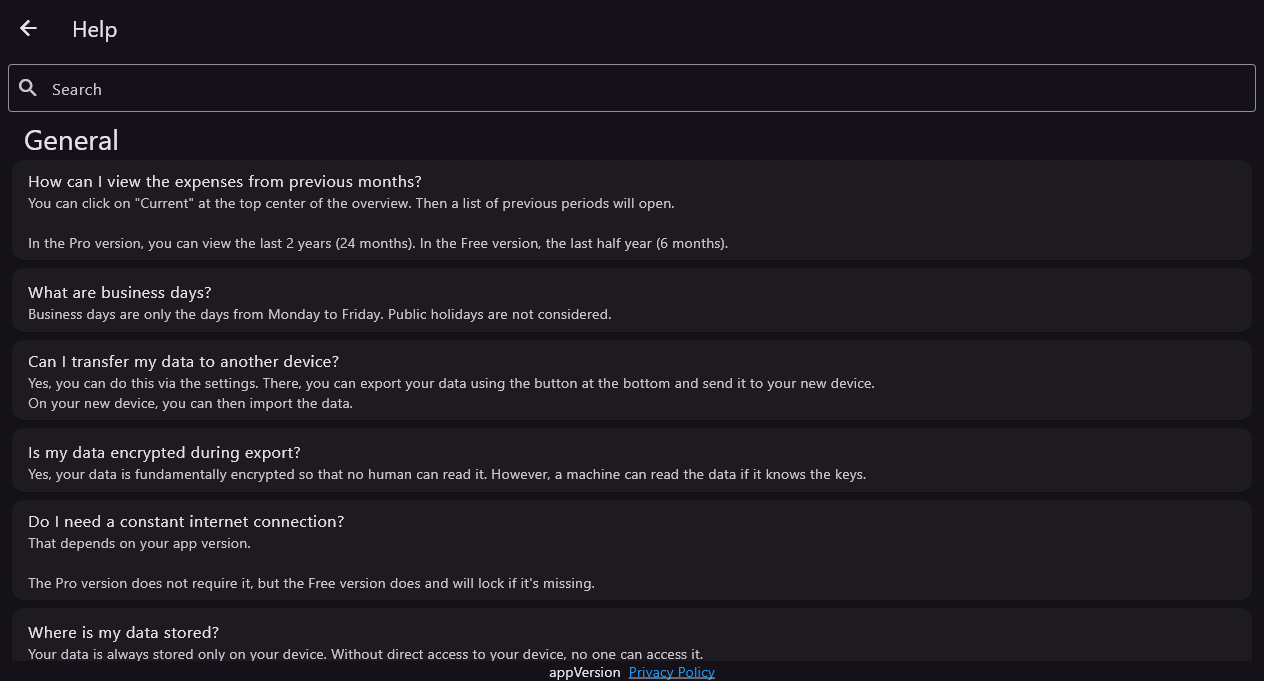 Help
Search
General
How can I view the expenses from previous months?
You can click on "Current" at the top center of the overview. Then a list of previous periods will open.
In the Pro version, you can view the last 2 years (24 months). In the Free version, the last half year (6 months).
What are business days?
Business days are only the days from Monday to Friday. Public holidays are not considered.
Can I transfer my data to another device?
Yes, you can do this via the settings. There, you can export your data using the button at the bottom and send it to your new device.
On your new device, you can then import the data.
Is my data encrypted during export?
Yes, your data is fundamentally encrypted so that no human can read it. However, a machine can read the data if it knows the keys.
Do I need a constant internet connection?
That depends on your app version.
The Pro version does not require it, but the Free version does and will lock if it's missing.
Where is my data stored?
Your data is always stored only on your device. Without direct access to your device, no one can access it.
appVersion Privacy Policy